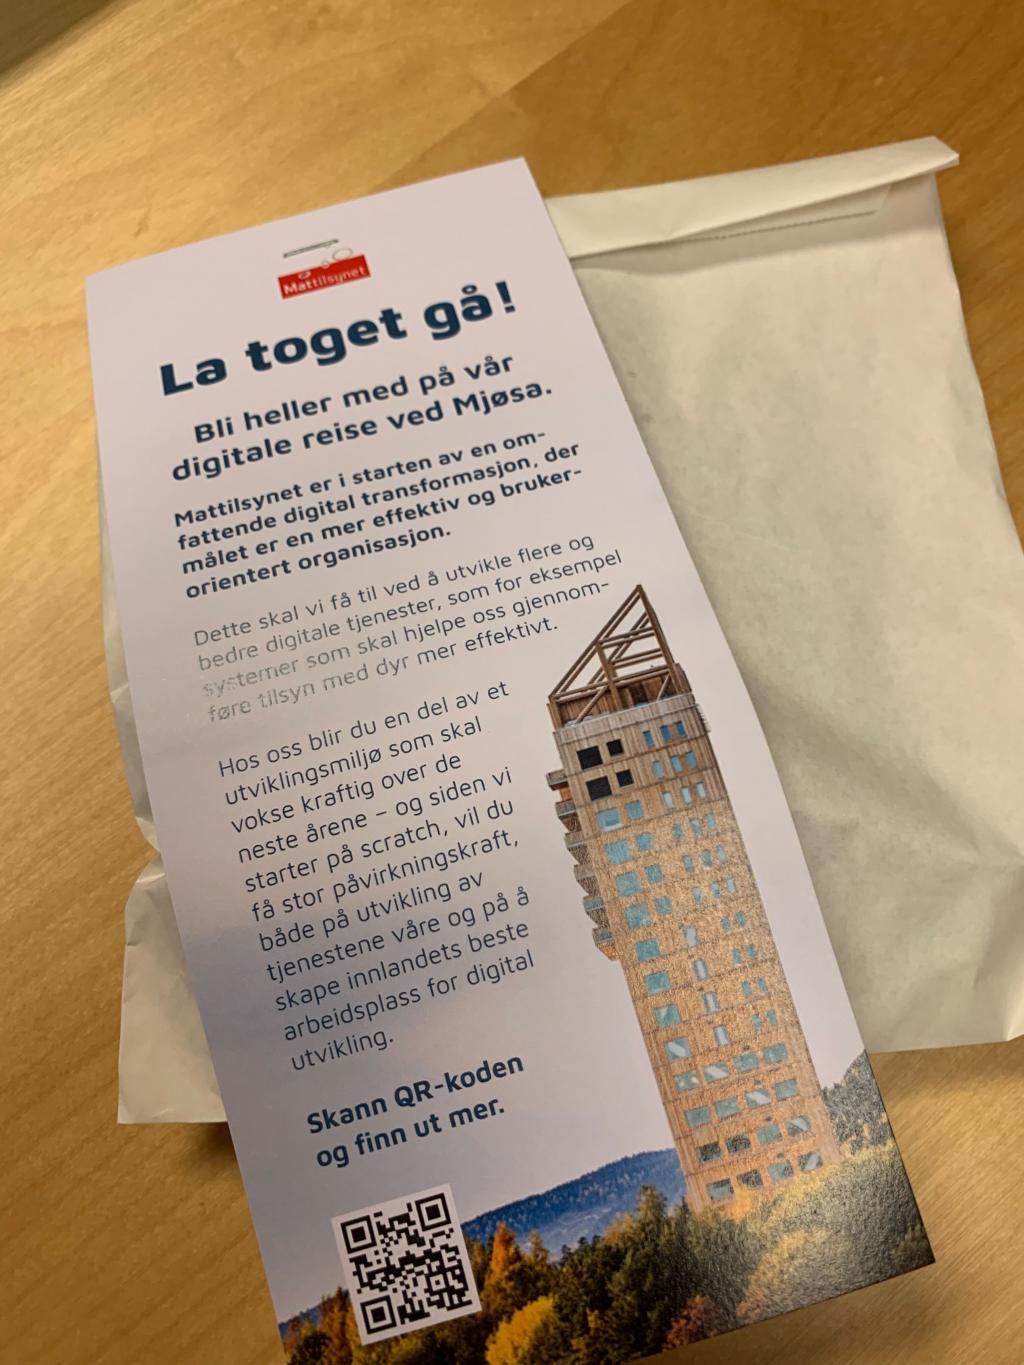 Mattilsynet
La toget gå!
Bli heller med på vår
digitale reise ved Mjøsa.
Mattilsynet er i starten av en om-
fattende digital transformasjon, der
målet er en mer effektiv og bruker-
orientert organisasjon.
Dette skal vi få til ved å utvikle flere og
bedre digitale tjenester, som for eksempel
systemer som skal hjelpe oss gjennom-
føre tilsyn med dyr mer effektivt.
Hos oss blir du en del av et
utviklingsmiljø som skal
vokse kraftig over de
neste årene – og siden vi
starter på scratch, vil du
få stor påvirkningskraft,
både på utvikling av
tjenestene våre og på å
skape innlandets beste
arbeidsplass for digital
utvikling.
Skann QR-koden
og finn ut mer.